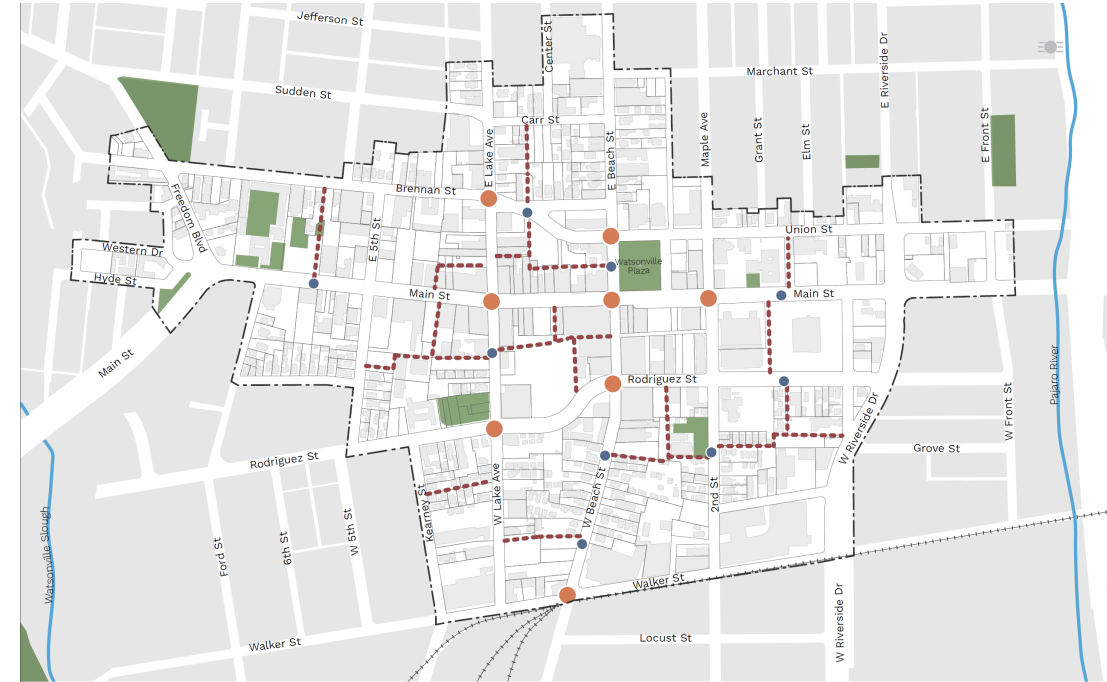 Jefferson St
Center St
E Riverside Dr
Marchant St
Sudden St
Carr St
Maple Ave
Grant St
Elm St
E Front St
E Lake Ave
E Beach St
Brennan St
Freedom Blvd
E 5th St
Union St
Western Dr
Hyde St
Watsonville
Plaza
Main St
Main St
Main St
Pajaro River
Rodriguez St
W Front St
W Riverside Dr
Grove St
Rodriguez St
Kearney St
W Lake Ave
W Beach St
2nd St
Watsonville Slough
Ford St
6th St
W 5th St
Walker St
W Riverside Dr
Walker St
Locust St